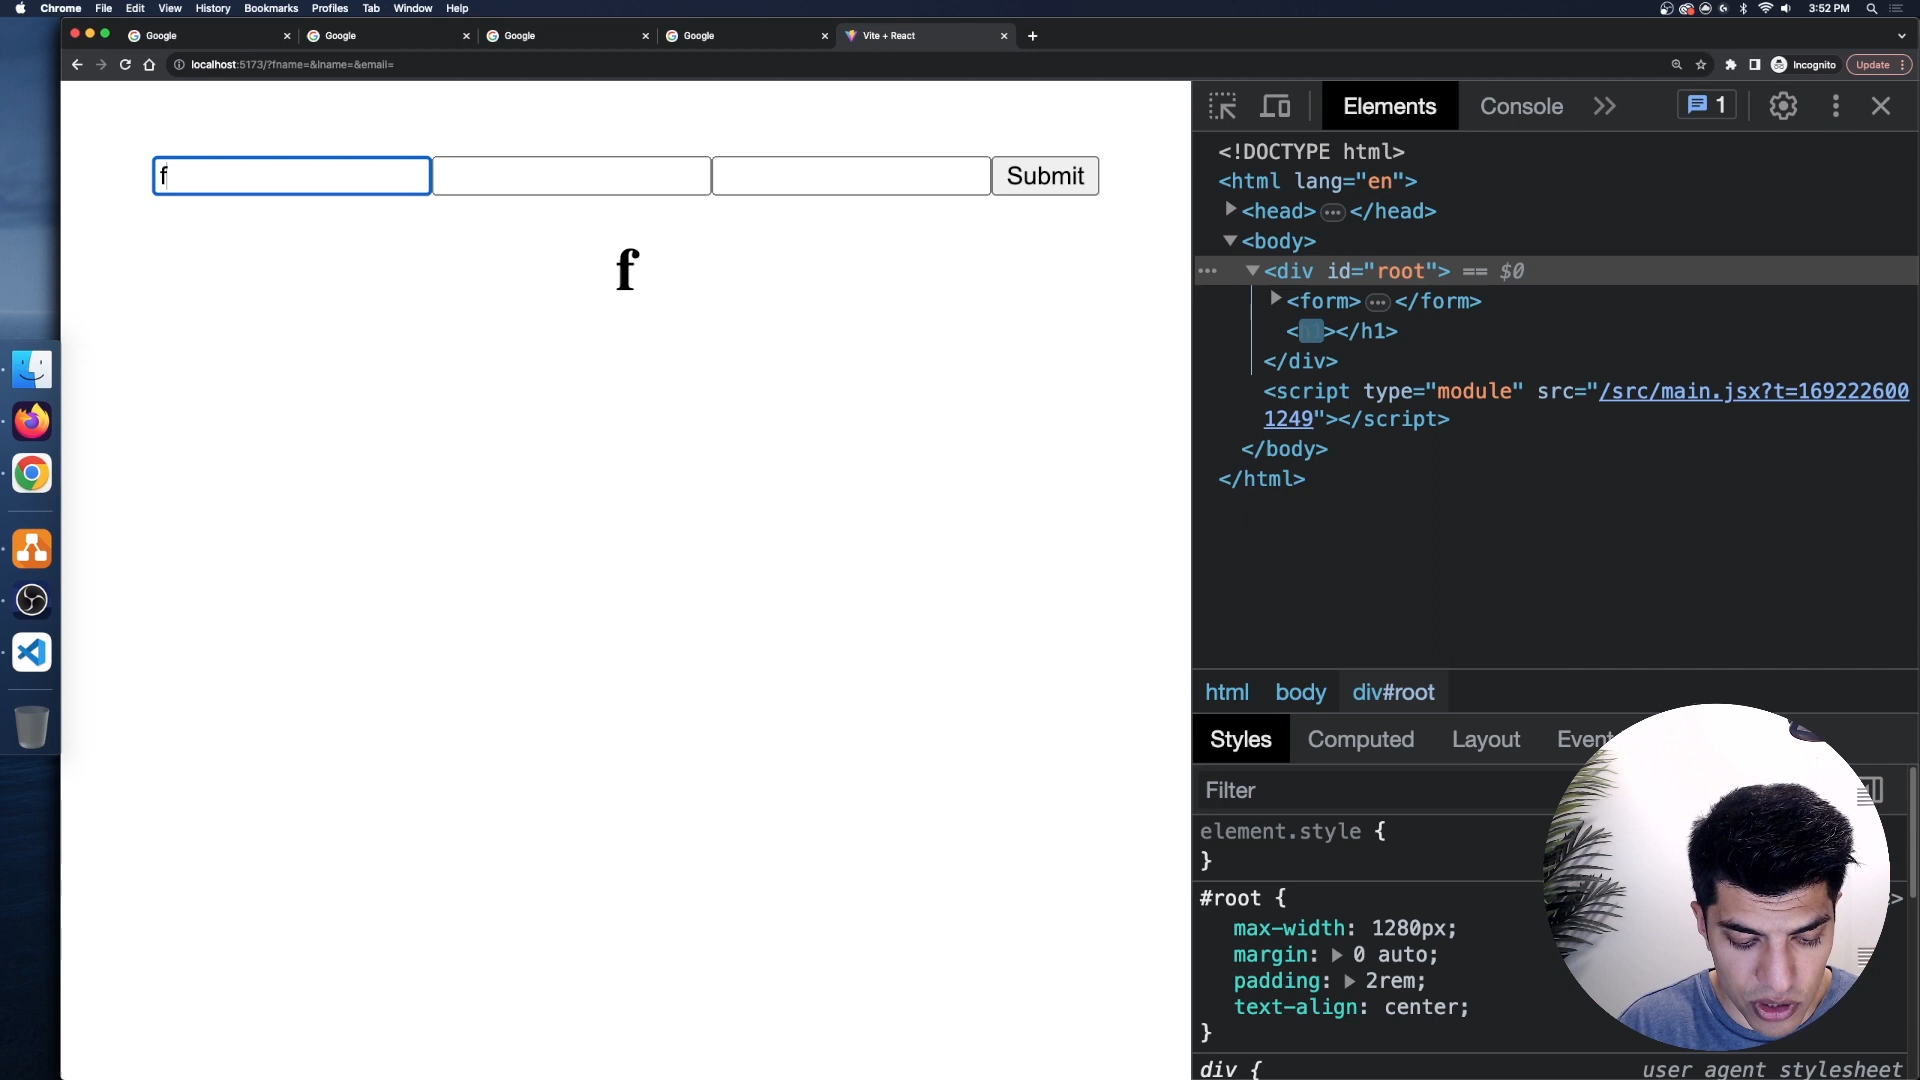 Chrome File Edit View History Bookmarks Profiles Tab Window Help 3:52 PM
Google Google Google Google Vite + React
localhost:5173/?fname=&lname=&email= Incognito Update
f Submit
f
Elements Console 1
<!DOCTYPE html>
<html lang="en">
<head> </head>
<body>
<div id="root"> == $0
<form> </form>
< ></h1>
</div>
<script type="module" src="/src/main.jsx?t=169222600
1249"></script>
</body>
</html>
html body div#root
Styles Computed Layout Event
Filter
element.style {
}
#root {
max-width: 1280px;
margin: 0 auto;
padding: 2rem;
text-align: center;
}
div { user agent stylesheet